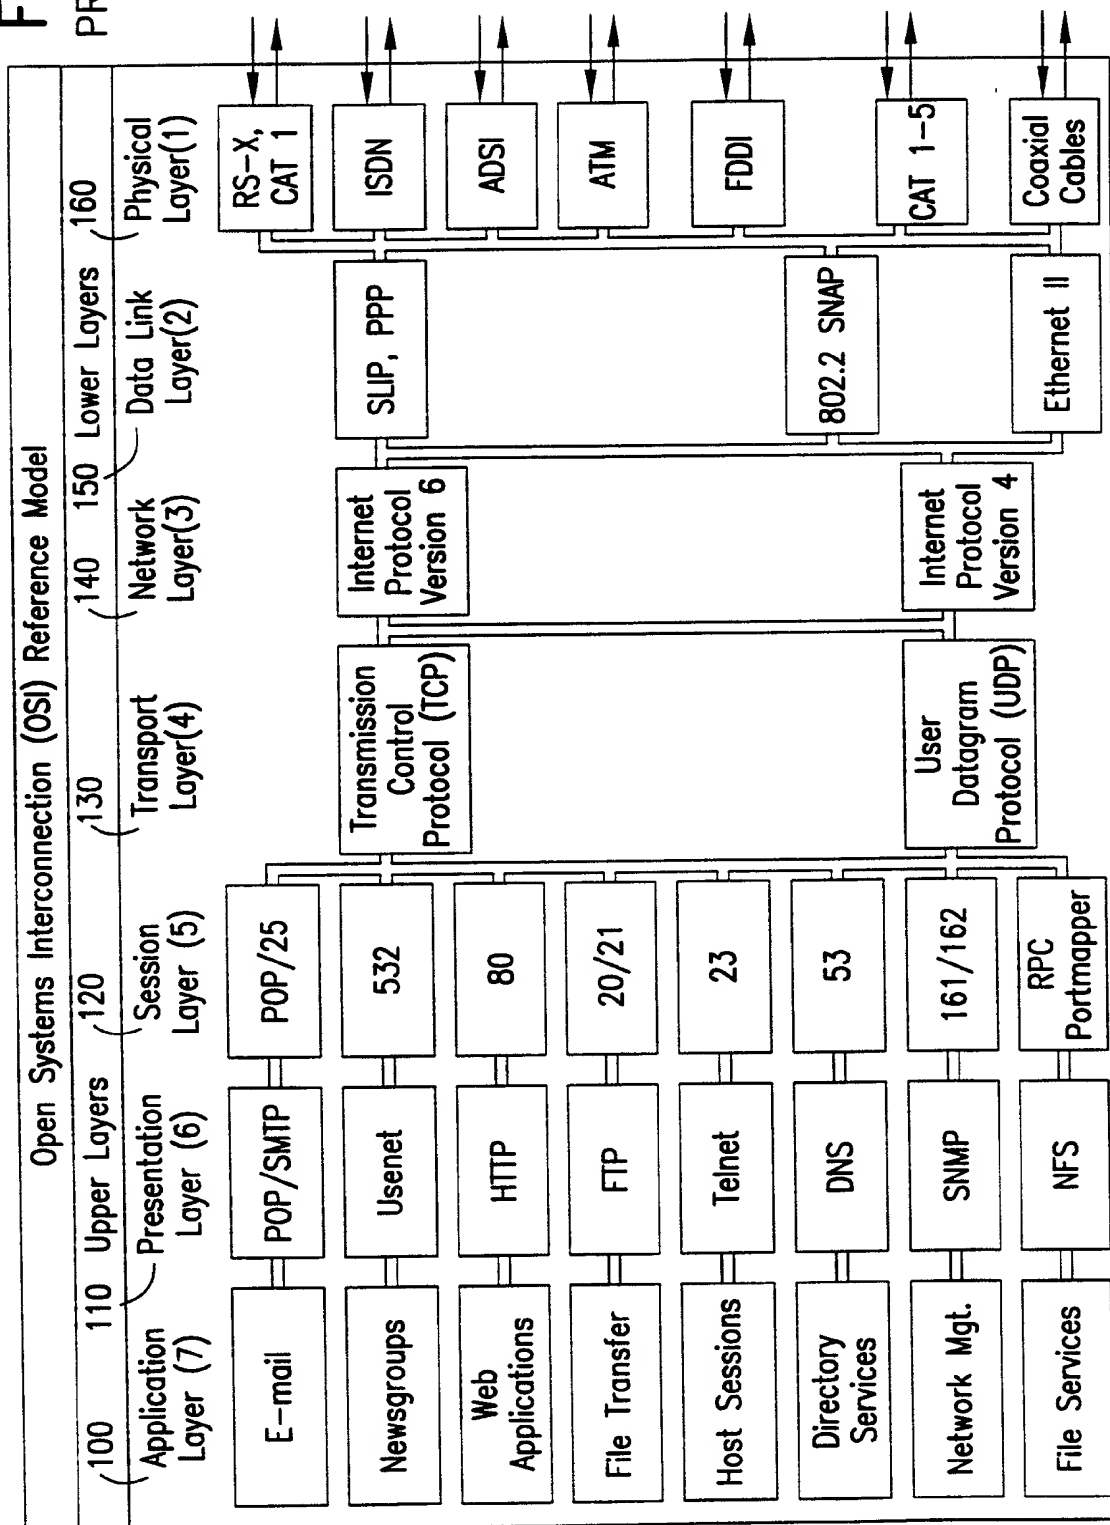 F
PR
Open Systems Interconnection (OSI) Reference Model
Upper Layers
Lower Layers
100
110
120
130
140
150
160
Application
Layer (7)
Presentation
Layer (6)
Session
Layer (5)
Transport
Layer(4)
Network
Layer(3)
Data Link
Layer(2)
Physical
Layer(1)
E-mail
POP/SMTP
POP/25
Newsgroups
Usenet
532
Web
Applications
HTTP
80
File Transfer
FTP
20/21
Host Sessions
Telnet
23
Directory
Services
DNS
53
Network Mgt.
SNMP
161/162
File Services
NFS
RPC
Portmapper
Transmission
Control
Protocol (TCP)
User
Datagram
Protocol (UDP)
Internet
Protocol
Version 6
Internet
Protocol
Version 4
SLIP, PPP
802.2 SNAP
Ethernet II
RS-X,
CAT 1
ISDN
ADSI
ATM
FDDI
CAT 1-5
Coaxial
Cables